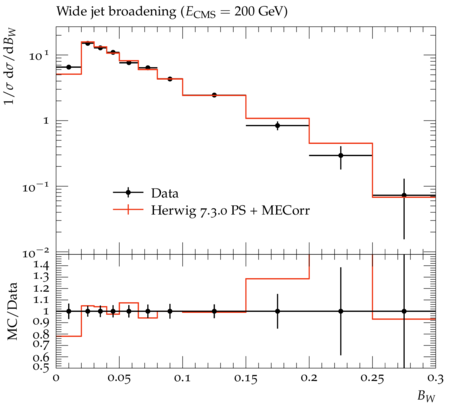 Wide jet broadening (E_CMS = 200 GeV)
1/σ dσ/dB_W
10^1
1
10^−1
10^−2
Data
Herwig 7.3.0 PS + MECorr
MC/Data
1.4
1.3
1.2
1.1
1
0.9
0.8
0.7
0.6
0.5
0 0.05 0.1 0.15 0.2 0.25 0.3
B_W